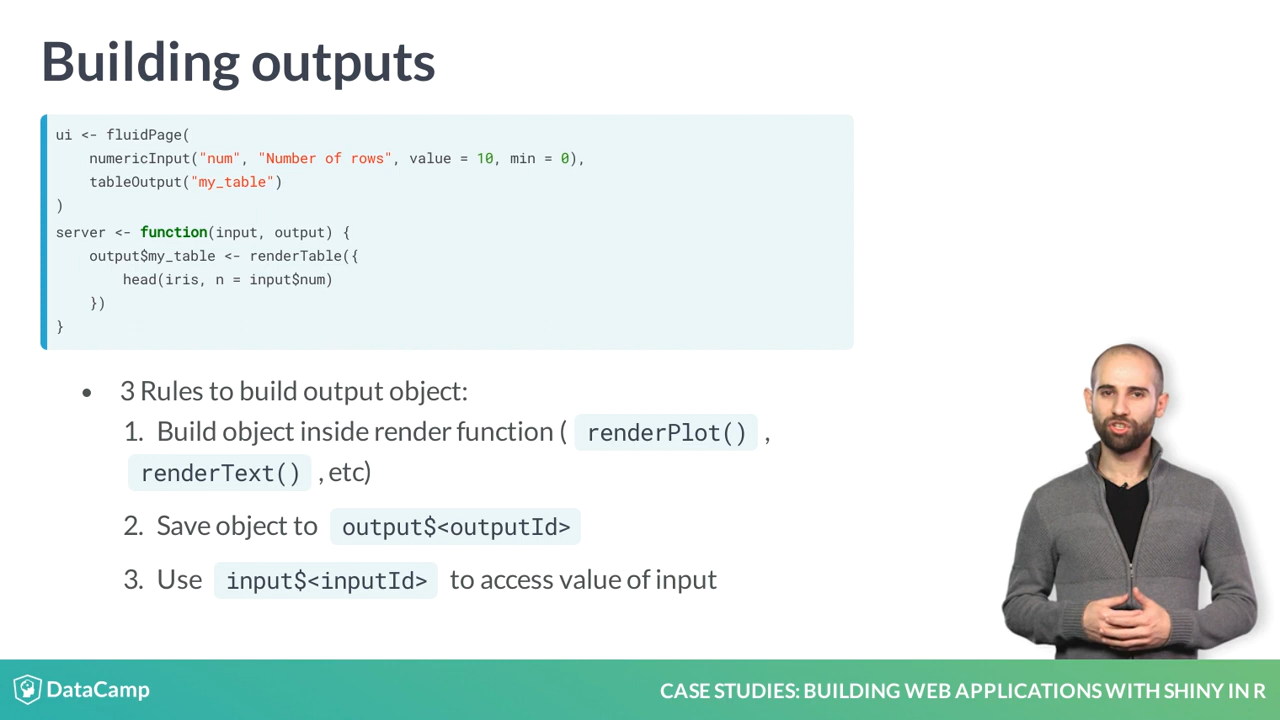 Building outputs
ui <- fluidPage(
    numericInput("num", "Number of rows", value = 10, min = 0),
    tableOutput("my_table")
)
server <- function(input, output) {
    output$my_table <- renderTable({
        head(iris, n = input$num)
    })
}
• 3 Rules to build output object:
1. Build object inside render function ( renderPlot() ,
renderText() , etc)
2. Save object to output$<outputId>
3. Use input$<inputId> to access value of input
DataCamp
CASE STUDIES: BUILDING WEB APPLICATIONS WITH SHINY IN R